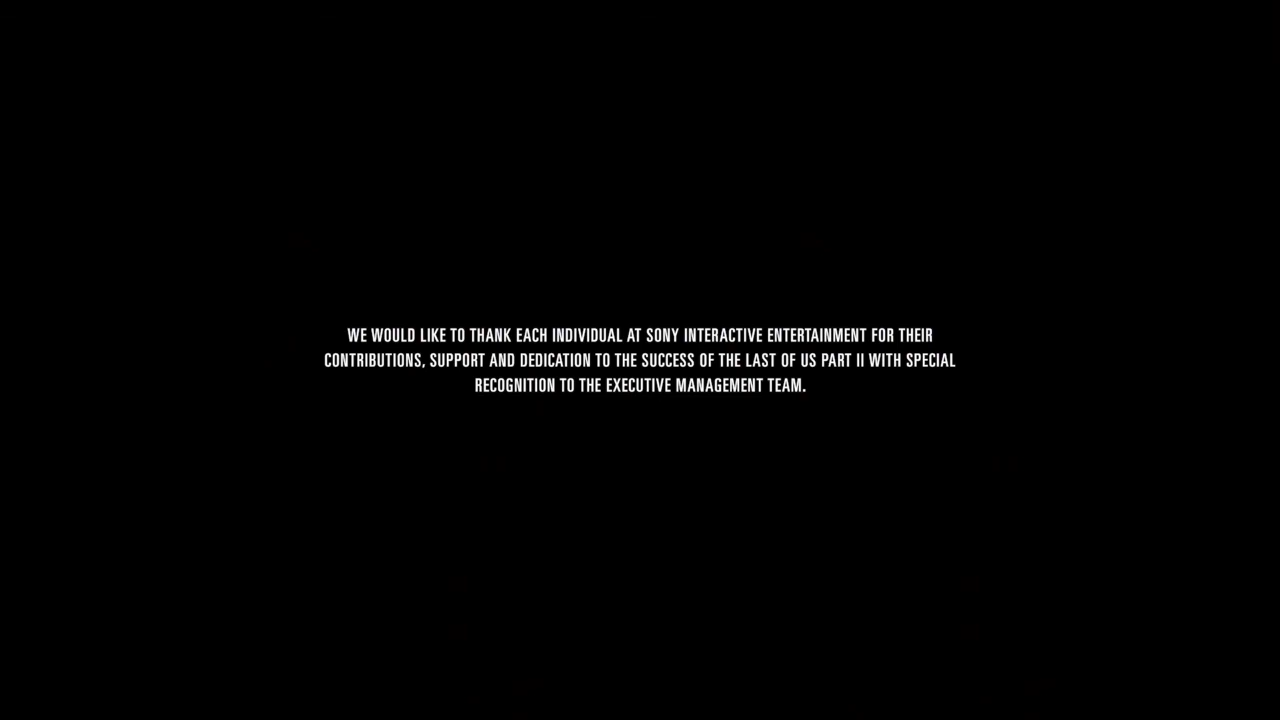 WE WOULD LIKE TO THANK EACH INDIVIDUAL AT SONY INTERACTIVE ENTERTAINMENT FOR THEIR
CONTRIBUTIONS, SUPPORT AND DEDICATION TO THE SUCCESS OF THE LAST OF US PART II WITH SPECIAL
RECOGNITION TO THE EXECUTIVE MANAGEMENT TEAM.